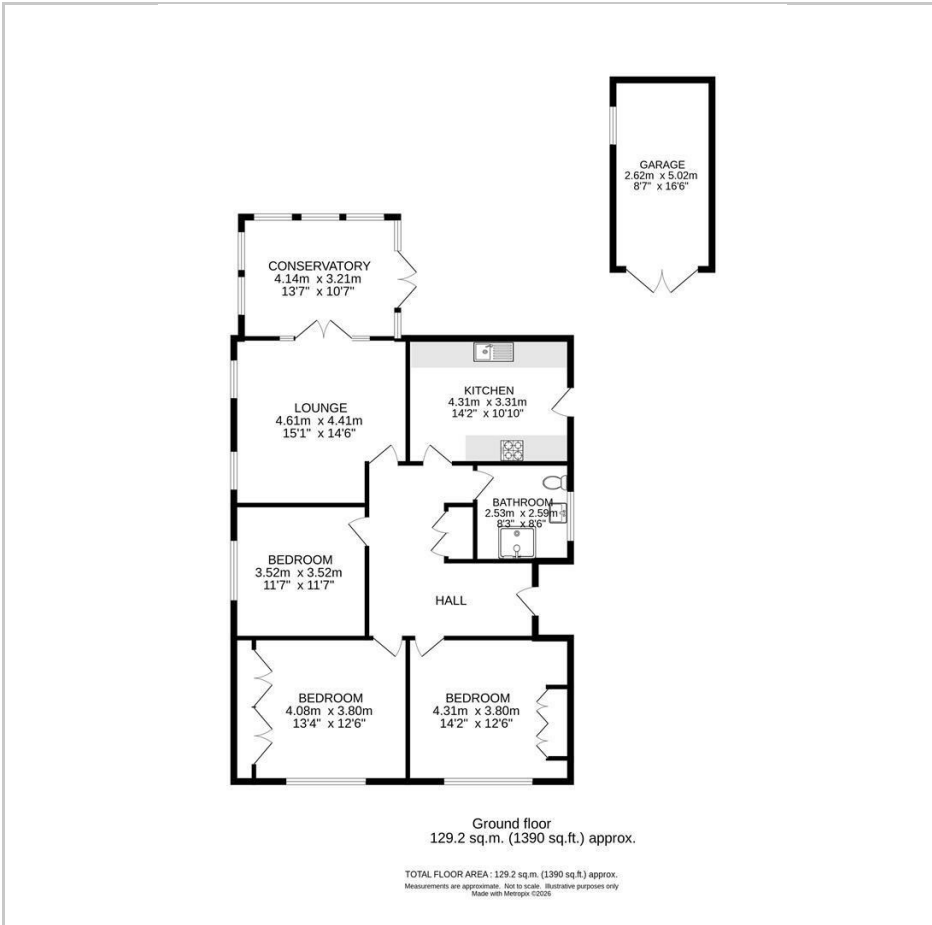 GARAGE
2.62m x 5.02m
8'7" x 16'6"
CONSERVATORY
4.14m x 3.21m
13'7" x 10'7"
LOUNGE
4.61m x 4.41m
15'1" x 14'6"
KITCHEN
4.31m x 3.31m
14'2" x 10'10"
BATHROOM
2.53m x 2.59m
8'3" x 8'6"
BEDROOM
3.52m x 3.52m
11'7" x 11'7"
HALL
BEDROOM
4.08m x 3.80m
13'4" x 12'6"
BEDROOM
4.31m x 3.80m
14'2" x 12'6"
Ground floor
129.2 sq.m. (1390 sq.ft.) approx.
TOTAL FLOOR AREA : 129.2 sq.m. (1390 sq.ft.) approx.
Measurements are approximate. Not to scale. Illustrative purposes only
Made with Metropix ©2026